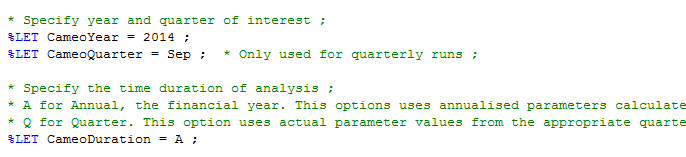 * Specify year and quarter of interest ;
%LET CameoYear = 2014 ;
%LET CameoQuarter = Sep ;  * Only used for quarterly runs ;
* Specify the time duration of analysis ;
* A for Annual, the financial year. This options uses annualised parameters calculate
* Q for Quarter. This option uses actual parameter values from the appropriate quarte
%LET CameoDuration = A ;